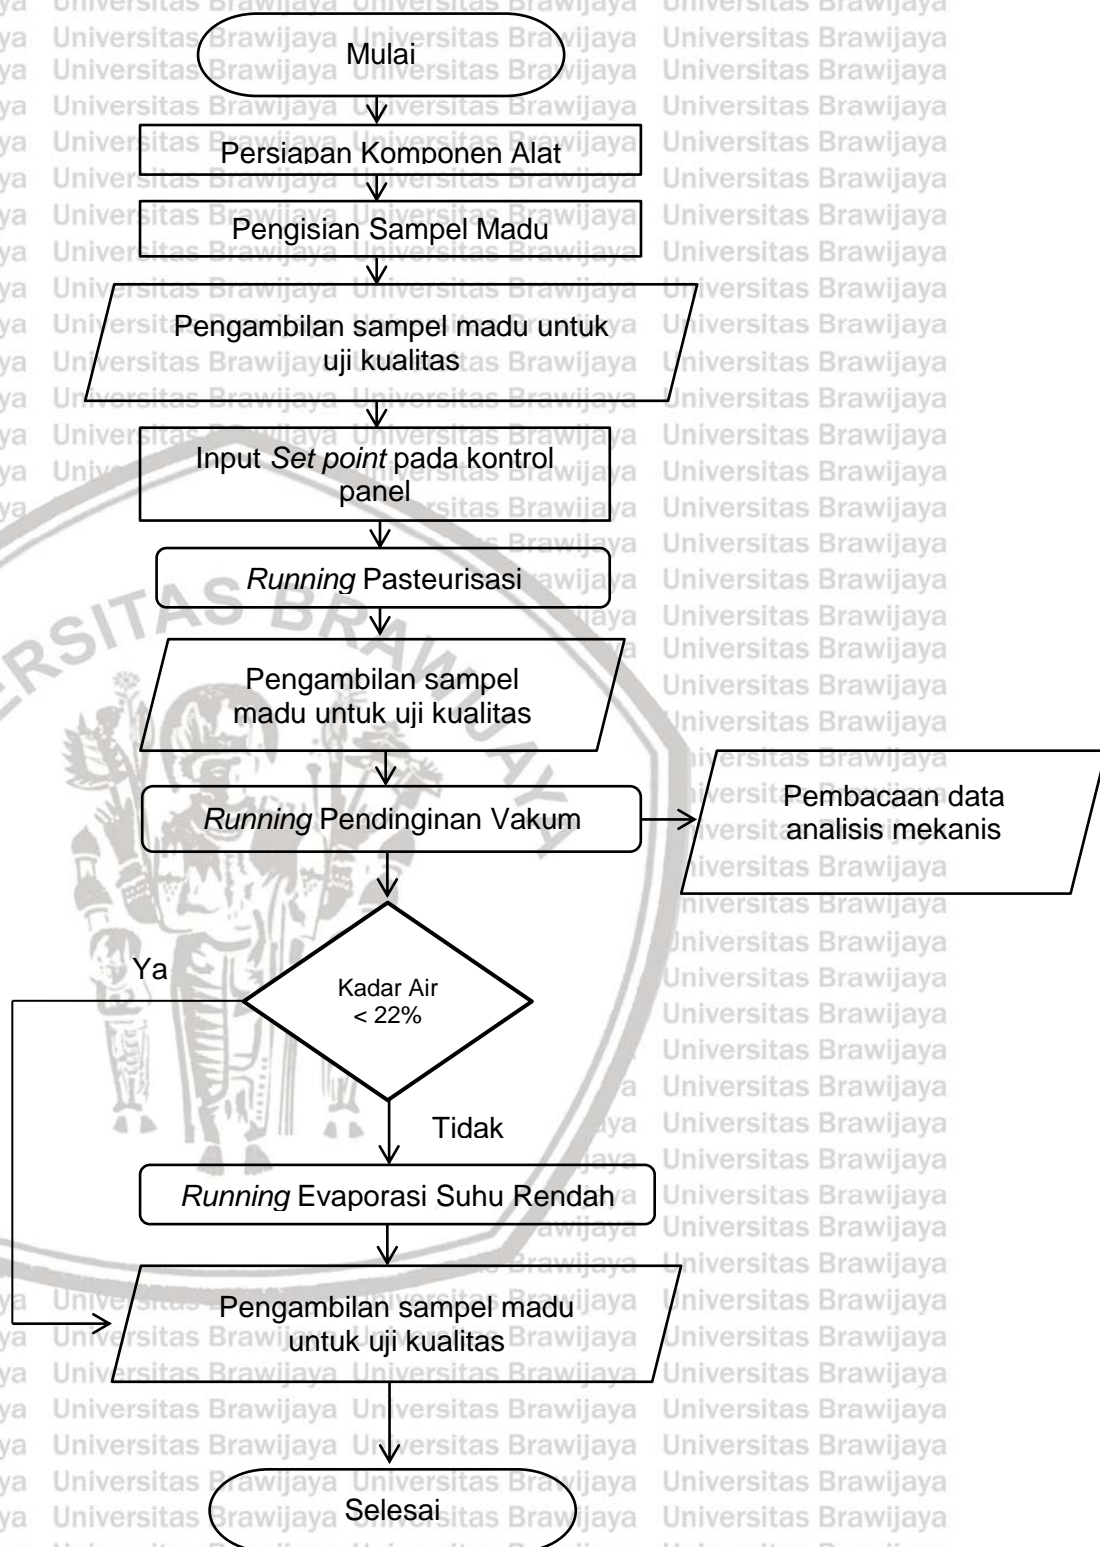 Mulai
Persiapan Komponen Alat
Pengisian Sampel Madu
Pengambilan sampel madu untuk
uji kualitas
Input Set point pada kontrol
panel
Running Pasteurisasi
Pengambilan sampel
madu untuk uji kualitas
Running Pendinginan Vakum
Pembacaan data
analisis mekanis
Kadar Air
< 22%
Ya
Tidak
Running Evaporasi Suhu Rendah
Pengambilan sampel madu
untuk uji kualitas
Selesai